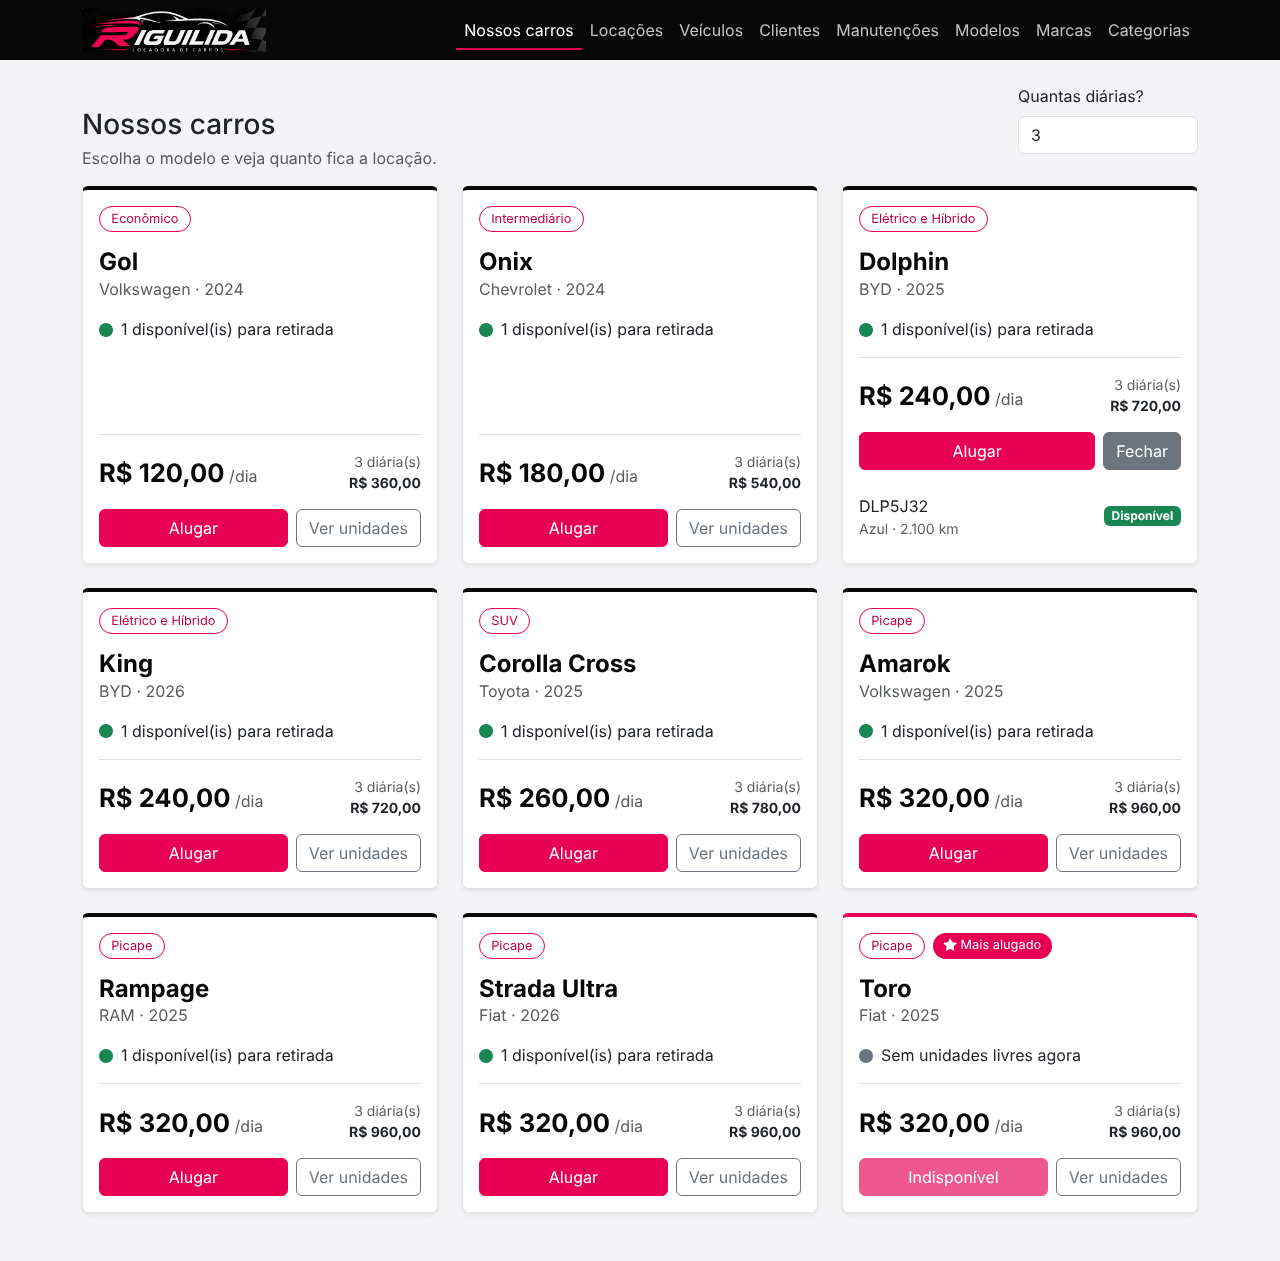 RIGUILIDA
LOCADORA DE CARROS
Nossos carros Locações Veículos Clientes Manutenções Modelos Marcas Categorias
Nossos carros
Escolha o modelo e veja quanto fica a locação.
Quantas diárias?
3
Econômico
Gol
Volkswagen · 2024
1 disponível(is) para retirada
R$ 120,00 /dia
3 diária(s)
R$ 360,00
Alugar
Ver unidades
Intermediário
Onix
Chevrolet · 2024
1 disponível(is) para retirada
R$ 180,00 /dia
3 diária(s)
R$ 540,00
Alugar
Ver unidades
Elétrico e Híbrido
Dolphin
BYD · 2025
1 disponível(is) para retirada
R$ 240,00 /dia
3 diária(s)
R$ 720,00
Alugar
Fechar
DLP5J32
Azul · 2.100 km
Disponível
Elétrico e Híbrido
King
BYD · 2026
1 disponível(is) para retirada
R$ 240,00 /dia
3 diária(s)
R$ 720,00
Alugar
Ver unidades
SUV
Corolla Cross
Toyota · 2025
1 disponível(is) para retirada
R$ 260,00 /dia
3 diária(s)
R$ 780,00
Alugar
Ver unidades
Picape
Amarok
Volkswagen · 2025
1 disponível(is) para retirada
R$ 320,00 /dia
3 diária(s)
R$ 960,00
Alugar
Ver unidades
Picape
Rampage
RAM · 2025
1 disponível(is) para retirada
R$ 320,00 /dia
3 diária(s)
R$ 960,00
Alugar
Ver unidades
Picape
Strada Ultra
Fiat · 2026
1 disponível(is) para retirada
R$ 320,00 /dia
3 diária(s)
R$ 960,00
Alugar
Ver unidades
Picape
Mais alugado
Toro
Fiat · 2025
Sem unidades livres agora
R$ 320,00 /dia
3 diária(s)
R$ 960,00
Indisponível
Ver unidades